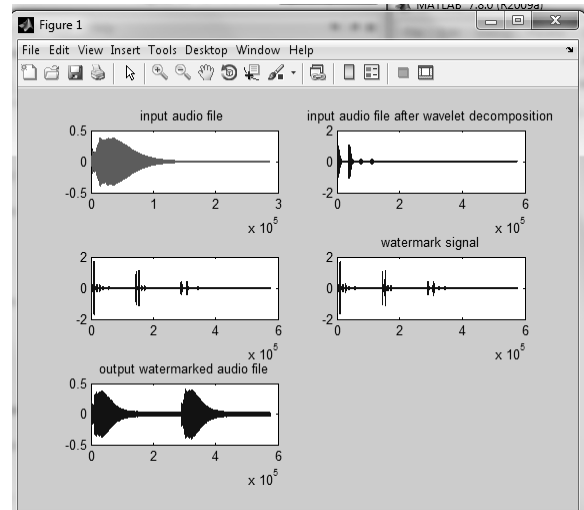 MATLAB 7.8.0 (R2009a)
Figure 1
File Edit View Insert Tools Desktop Window Help
input audio file
0.5
0
-0.5
0 1 2 3
x 10^5
input audio file after wavelet decomposition
2
0
-2
0 2 4 6
x 10^5
2
0
-2
0 2 4 6
x 10^5
watermark signal
2
0
-2
0 2 4 6
x 10^5
output watermarked audio file
0.5
0
-0.5
0 2 4 6
x 10^5